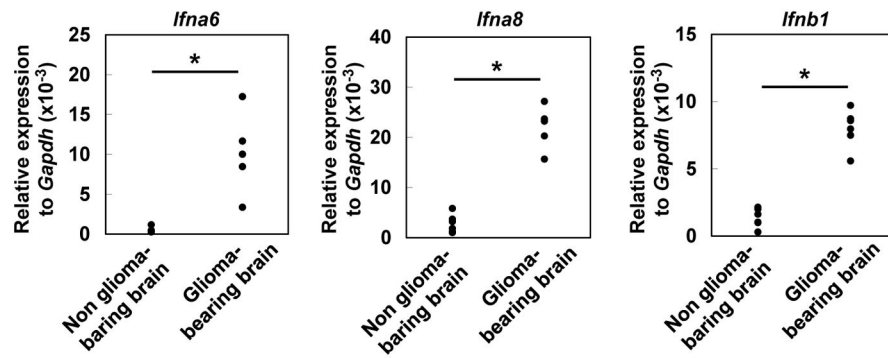 Ifna6
Relative expression
to Gapdh (x10⁻³)
25
20
15
10
5
0
*
Non glioma-
baring brain
Glioma-
bearing brain
Ifna8
Relative expression
to Gapdh (x10⁻³)
40
30
20
10
0
*
Non glioma-
baring brain
Glioma-
bearing brain
Ifnb1
Relative expression
to Gapdh (x10⁻³)
15
10
5
0
*
Non glioma-
baring brain
Glioma-
bearing brain